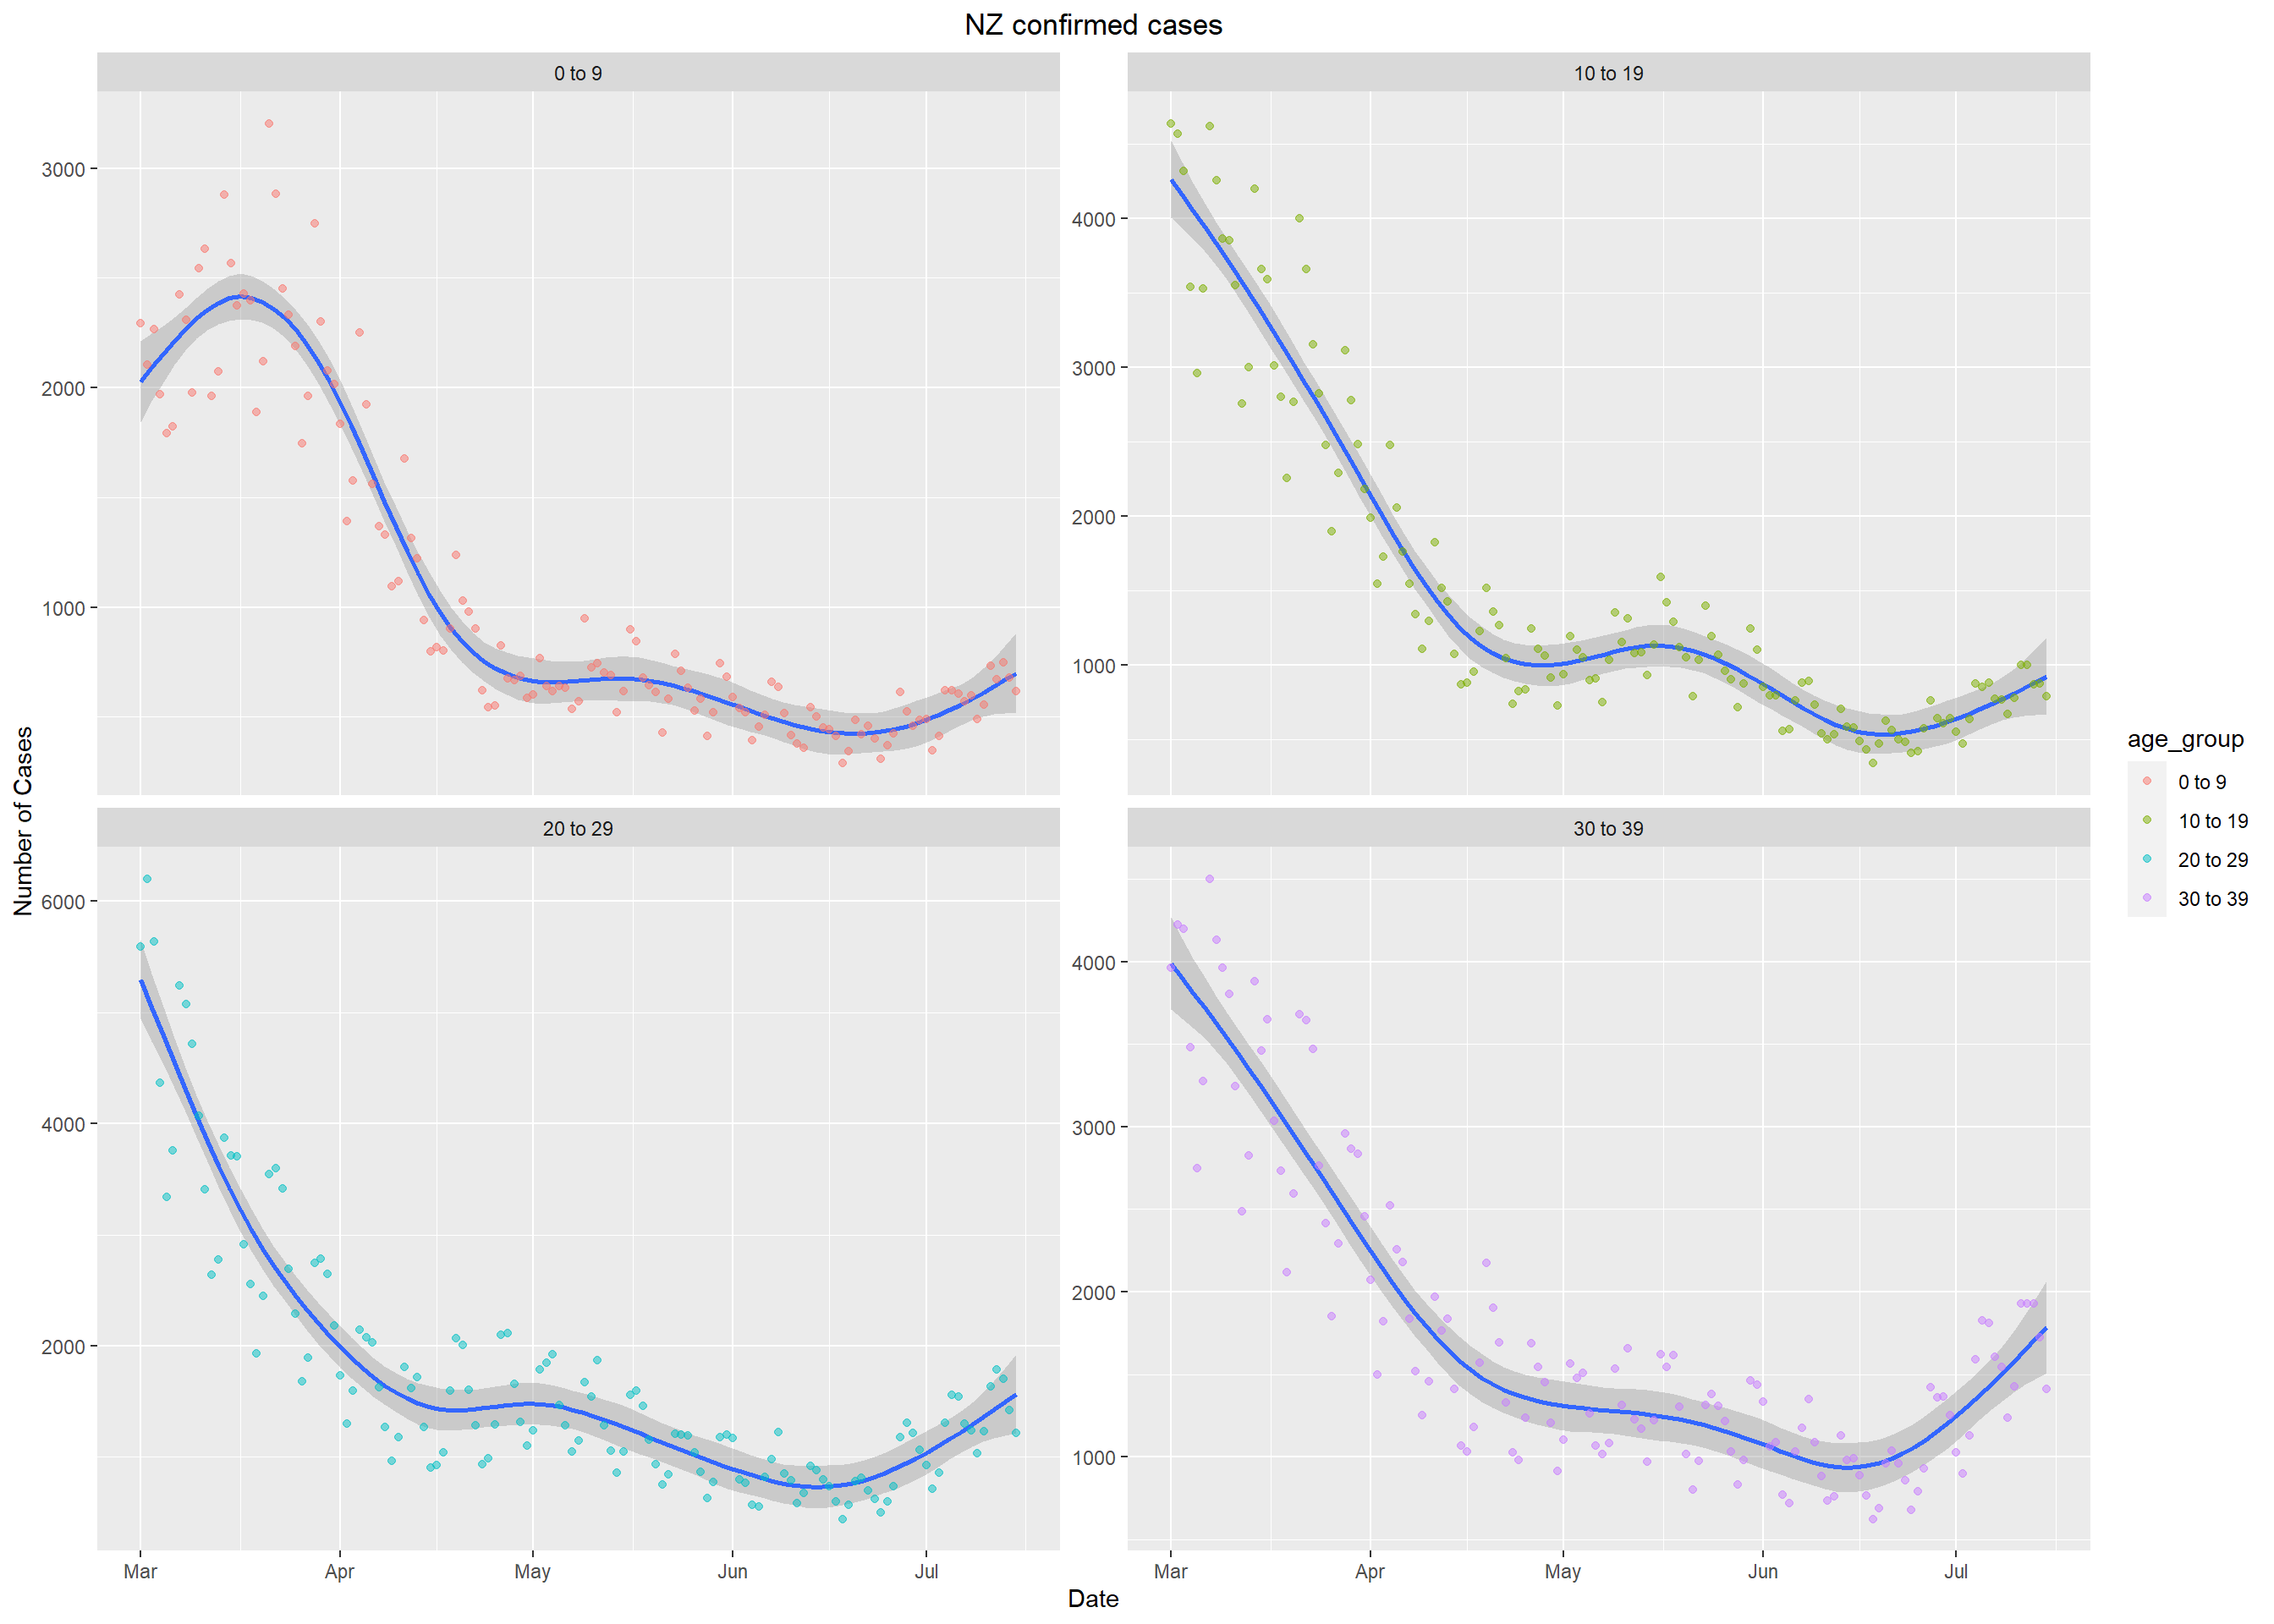 NZ confirmed cases
0 to 9
10 to 19
3000
2000
1000
4000
3000
2000
1000
Number of Cases
20 to 29
30 to 39
6000
4000
2000
4000
3000
2000
1000
Mar Apr May Jun Jul
Mar Apr May Jun Jul
Date
age_group
0 to 9
10 to 19
20 to 29
30 to 39